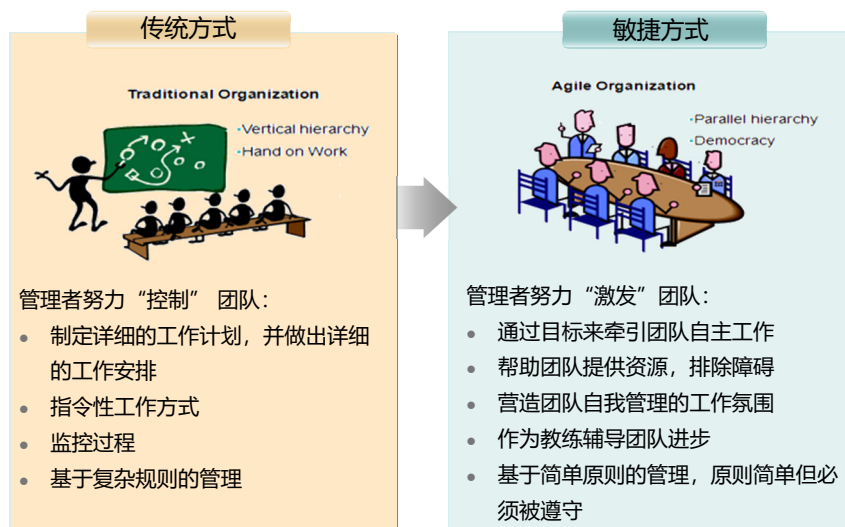 传统方式
Traditional Organization
·Vertical hierarchy
·Hand on Work
管理者努力“控制” 团队：
• 制定详细的工作计划，并做出详细
的工作安排
• 指令性工作方式
• 监控过程
• 基于复杂规则的管理
敏捷方式
Agile Organization
·Parallel hierarchy
·Democracy
管理者努力“激发” 团队：
• 通过目标来牵引团队自主工作
• 帮助团队提供资源，排除障碍
• 营造团队自我管理的工作氛围
• 作为教练辅导团队进步
• 基于简单原则的管理，原则简单但必
须被遵守